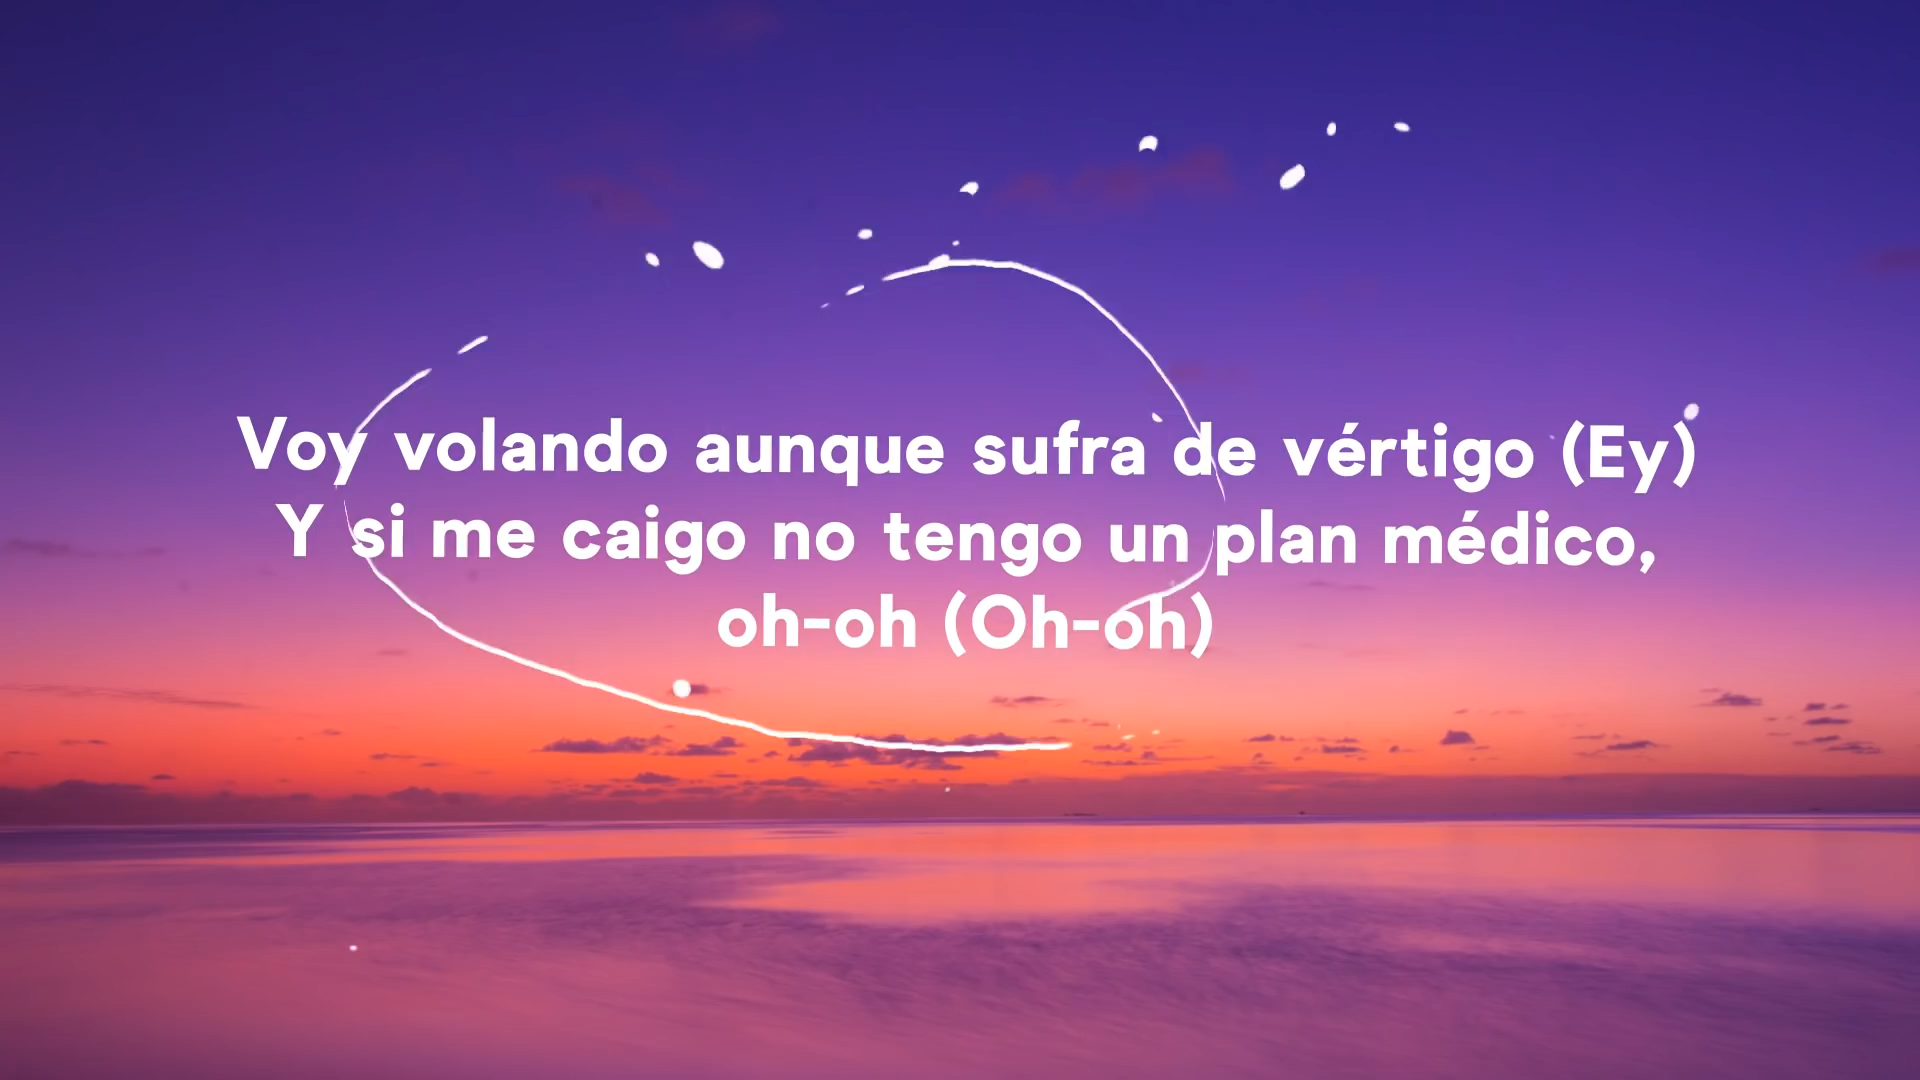 Voy volando aunque sufra de vértigo (Ey)
Y si me caigo no tengo un plan médico,
oh-oh (Oh-oh)